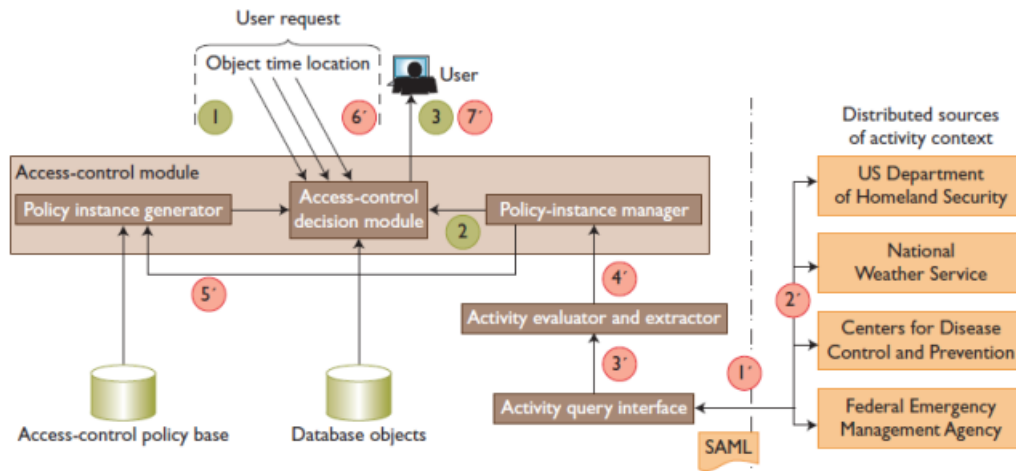 User request
Object time location
User
1
6´
3
7´
Distributed sources
of activity context
Access-control module
Policy instance generator
Access-control
decision module
Policy-instance manager
2
US Department
of Homeland Security
National
Weather Service
5´
4´
2´
Activity evaluator and extractor
Centers for Disease
Control and Prevention
3´
1´
Activity query interface
Federal Emergency
Management Agency
Access-control policy base
Database objects
SAML